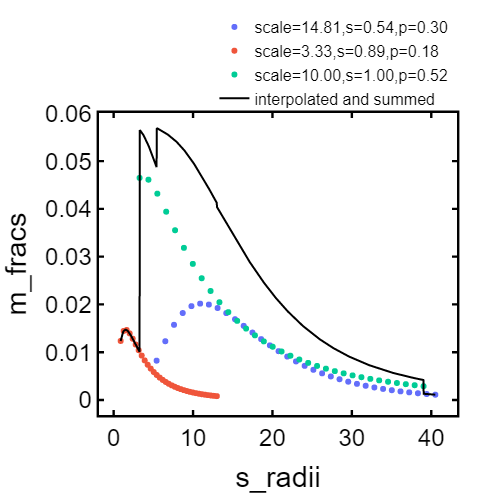 scale=14.81,s=0.54,p=0.30
scale=3.33,s=0.89,p=0.18
scale=10.00,s=1.00,p=0.52
interpolated and summed
0.06
0.05
0.04
0.03
0.02
0.01
0
m_fracs
0 10 20 30 40
s_radii